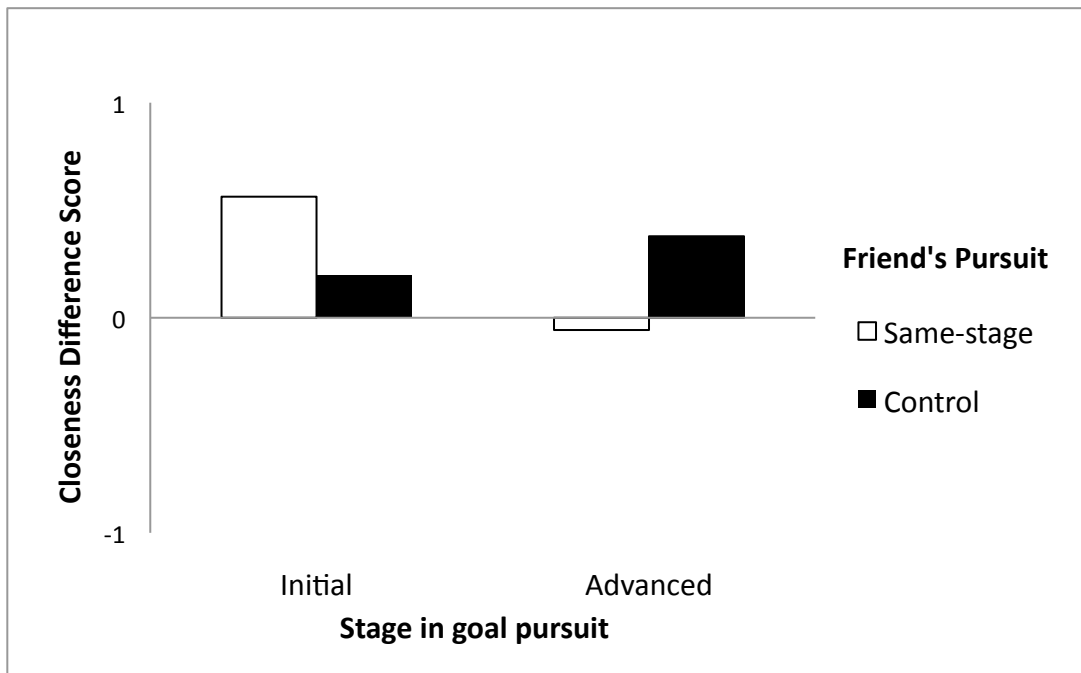 1
0
-1
Closeness Difference Score
Initial
Advanced
Stage in goal pursuit
Friend's Pursuit
Same-stage
Control